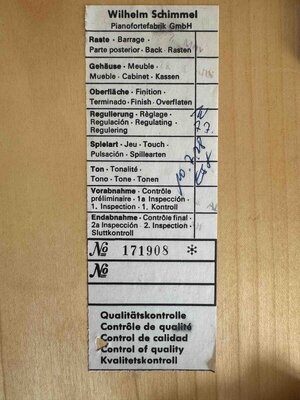 Wilhelm Schimmel
Pianofortefabrik GmbH
Raste · Barrage ·
Parte posterior · Back · Rasten
Gehäuse · Meuble ·
Mueble · Cabinet · Kassen
Oberfläche · Finition ·
Terminado · Finish · Overflaten
Regulierung · Règlage ·
Regulación · Regulating ·
Regulering
Spielart · Jeu · Touch ·
Pulsación · Spillearten
Ton · Tonalité ·
Tono · Tone · Tonen
Vorabnahme · Contrôle
préliminaire · 1a Inspección ·
1. Inspection · 1. Kontroll
Endabnahme · Contrôle final ·
2a Inspección · 2. Inspection ·
Sluttkontroll
No 171908 *
No
Qualitätskontrolle
Contrôle de qualité
Control de calidad
Control of quality
Kvalitetskontroll